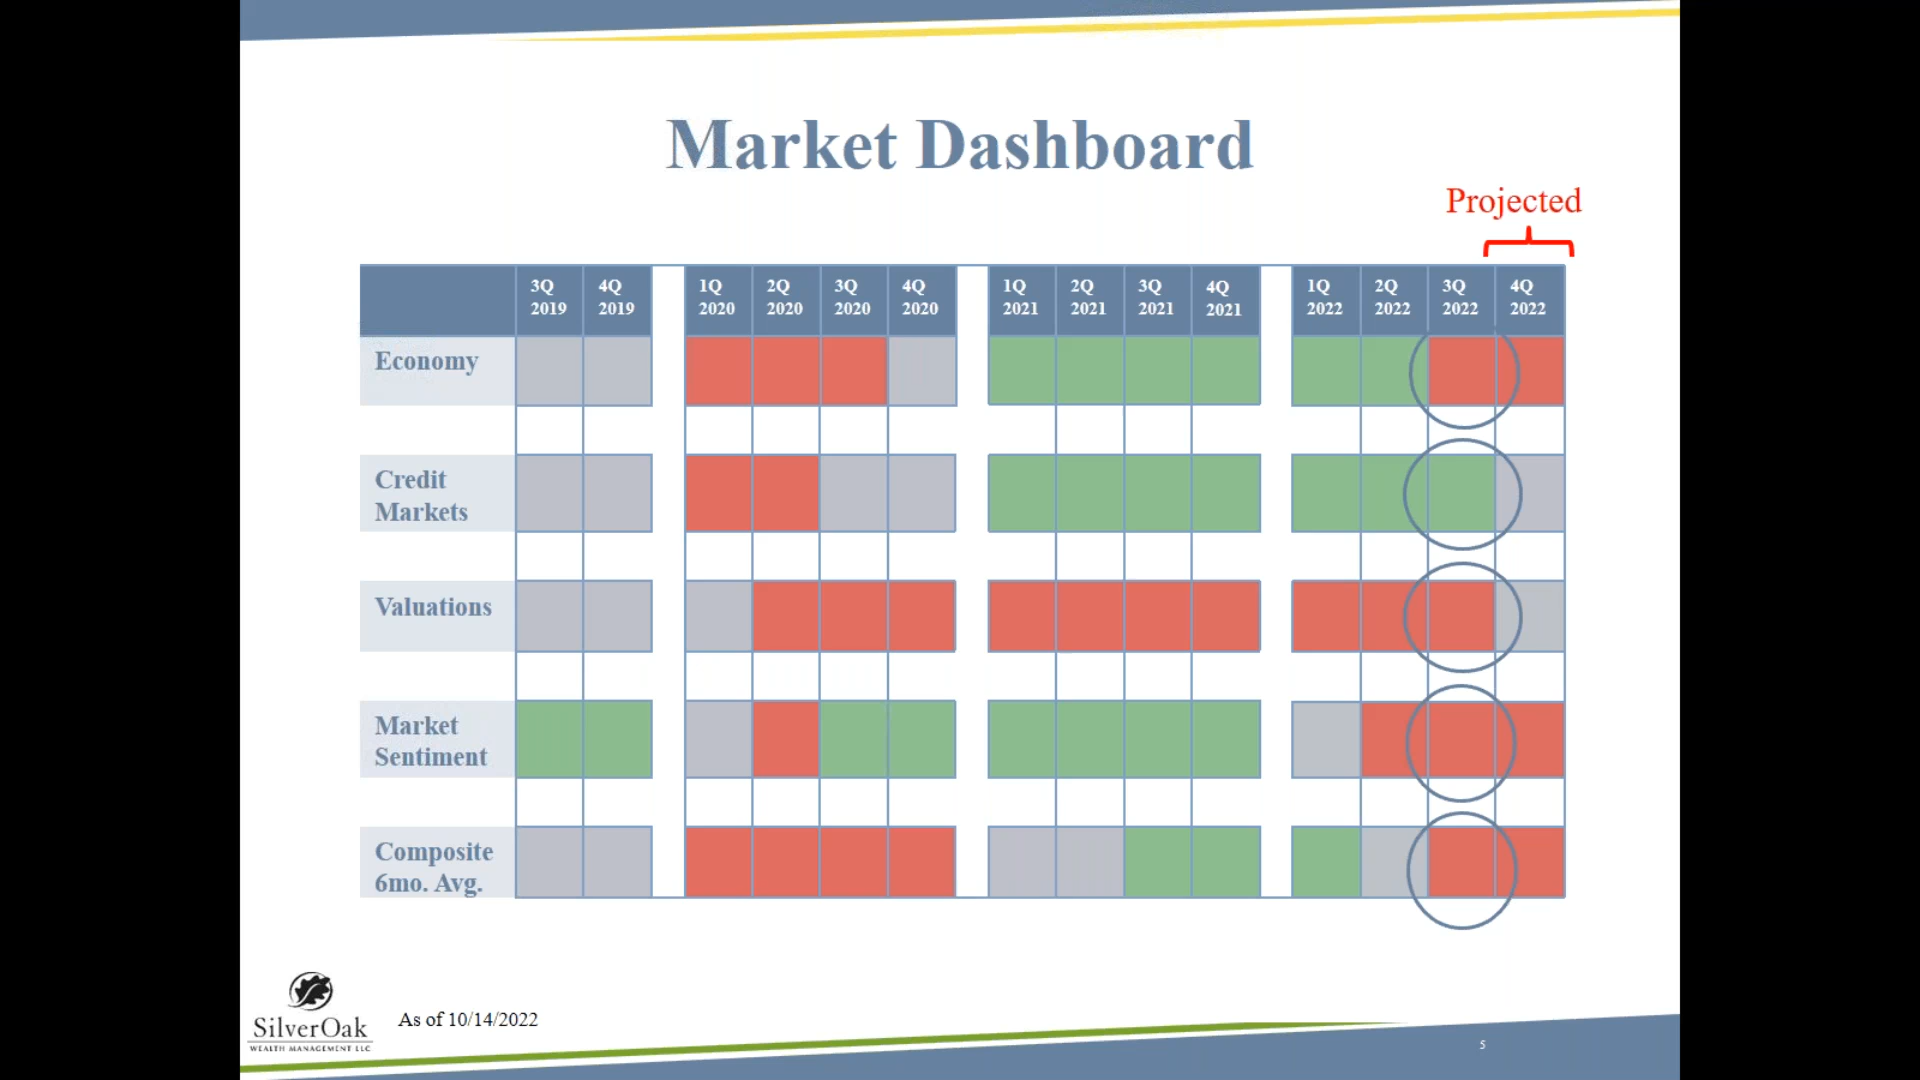 Market Dashboard
Projected
3Q 4Q 1Q 2Q 3Q 4Q 1Q 2Q 3Q 4Q 1Q 2Q 3Q 4Q
2019 2019 2020 2020 2020 2020 2021 2021 2021 2021 2022 2022 2022 2022
Economy
Credit
Markets
Valuations
Market
Sentiment
Composite
6mo. Avg.
SilverOak
WEALTH MANAGEMENT LLC
As of 10/14/2022
5